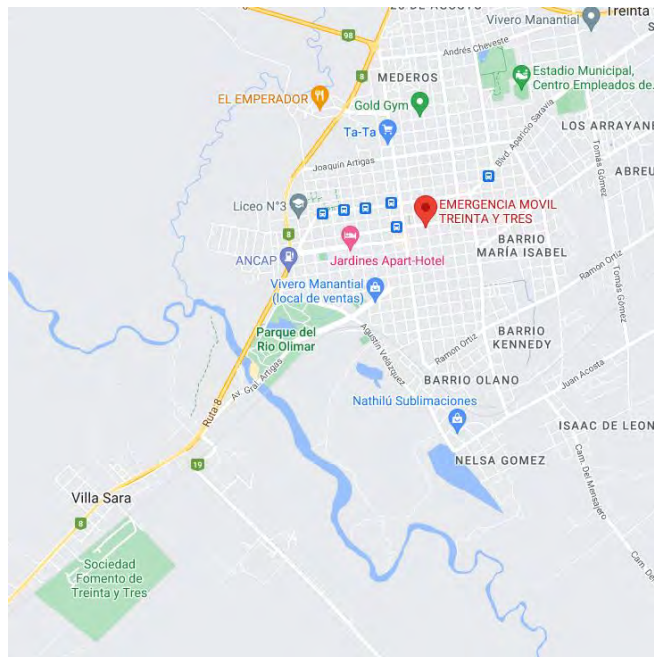 25 DE AGOSTO
Treinta
Vivero Manantial
98
Andrés Cheveste
8
MEDEROS
Estadio Municipal,
Centro Empleados de...
EL EMPERADOR
Gold Gym
Ta-Ta
Blvd. Aparicio Saravia
LOS ARRAYANE
Tomás Gómez
Joaquín Artigas
ABREU
Liceo N°3
EMERGENCIA MOVIL
TREINTA Y TRES
8
BARRIO
MARÍA ISABEL
ANCAP
Jardines Apart-Hotel
Ramon Ortiz
Tomás Gómez
Vivero Manantial
(local de ventas)
Parque del
Rio Olimar
Agustín Velázquez
BARRIO
KENNEDY
Ramon Ortiz
Av. Gral. Artigas
BARRIO OLANO
Juan Acosta
Nathilú Sublimaciones
Ruta 8
ISAAC DE LEON
NELSA GOMEZ
19
Cam. Del Mensajero
Villa Sara
8
Cam. De
Sociedad
Fomento de
Treinta y Tres